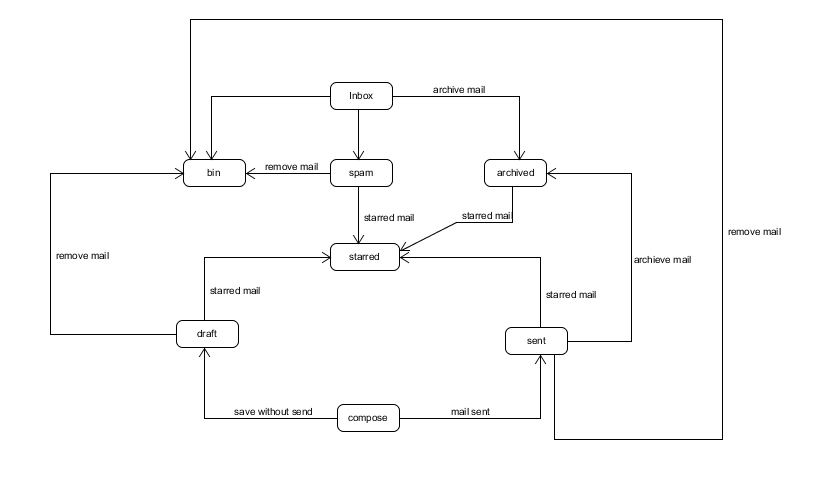 Inbox
archive mail
bin
remove mail
spam
archived
starred mail
starred mail
remove mail
remove mail
starred
archieve mail
starred mail
starred mail
draft
sent
save without send
compose
mail sent